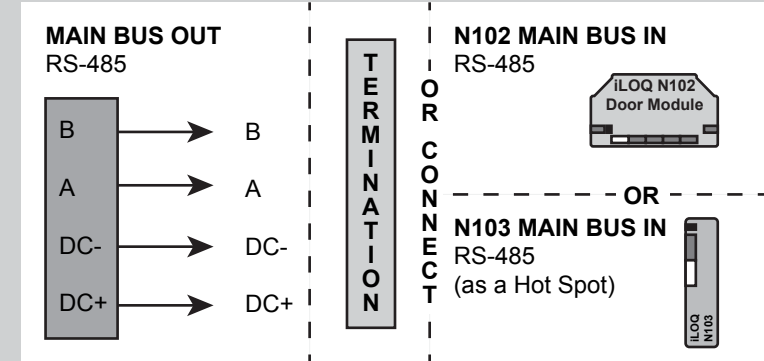 MAIN BUS OUT
RS-485
B
B
A
A
DC-
DC-
DC+
DC+
TERMINATION
OR CONNECT
N102 MAIN BUS IN
RS-485
iLOQ N102
Door Module
OR
N103 MAIN BUS IN
RS-485
(as a Hot Spot)
iLOQ
N103